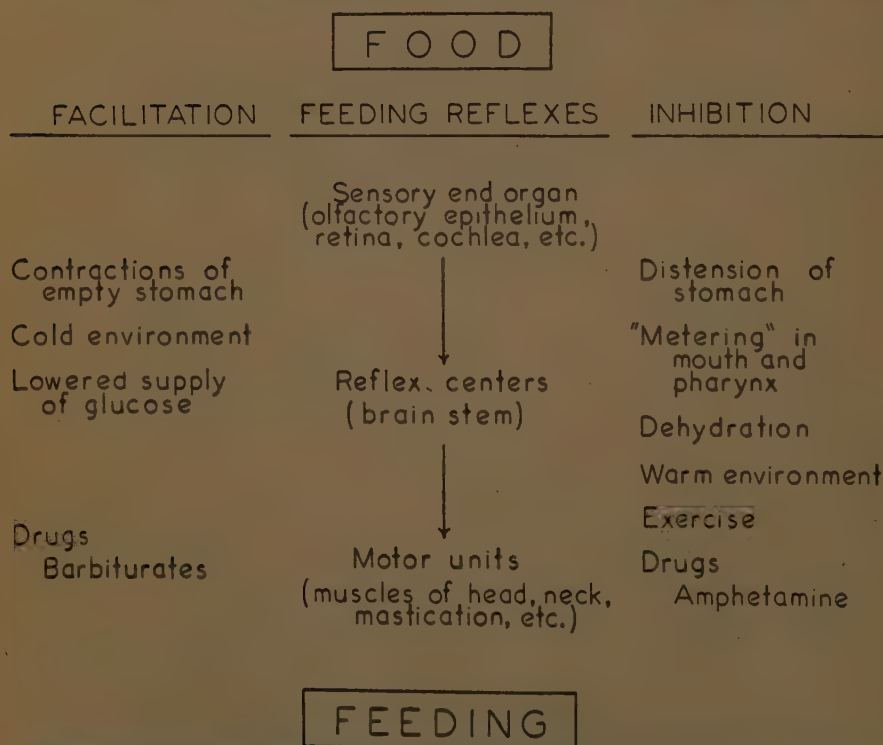 FOOD
FACILITATION
FEEDING REFLEXES
INHIBITION
Contractions of
empty stomach
Cold environment
Lowered supply
of glucose
Drugs
Barbiturates
Sensory end organ
(olfactory epithelium,
retina, cochlea, etc.)
Reflex centers
(brain stem)
Motor units
(muscles of head, neck,
mastication, etc.)
Distension of
stomach
"Metering" in
mouth and
pharynx
Dehydration
Warm environment
Exercise
Drugs
Amphetamine
FEEDING